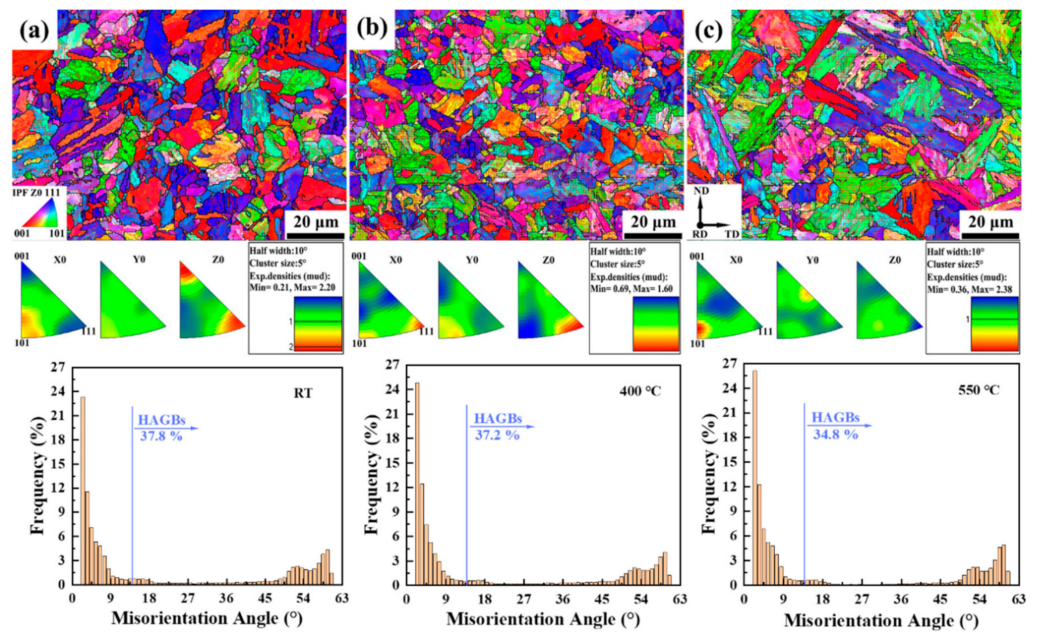 (a)
(b)
(c)
IPF Z0 111
001 101
20 μm
20 μm
ND
RD TD
20 μm
001 X0 Y0 Z0
111
101
Half width:10°
Cluster size:5°
Exp.densities (mud):
Min= 0.21, Max= 2.20
1
2
001 X0 Y0 Z0
111
101
Half width:10°
Cluster size:5°
Exp.densities (mud):
Min= 0.69, Max= 1.60
001 X0 Y0 Z0
111
101
Half width:10°
Cluster size:5°
Exp.densities (mud):
Min= 0.36, Max= 2.38
1
Frequency (%)
27
24
21
18
15
12
9
6
3
0
RT
HAGBs
37.8 %
0 9 18 27 36 45 54 63
Misorientation Angle (°)
Frequency (%)
27
24
21
18
15
12
9
6
3
0
400 °C
HAGBs
37.2 %
0 9 18 27 36 45 54 63
Misorientation Angle (°)
Frequency (%)
27
24
21
18
15
12
9
6
3
0
550 °C
HAGBs
34.8 %
0 9 18 27 36 45 54 63
Misorientation Angle (°)